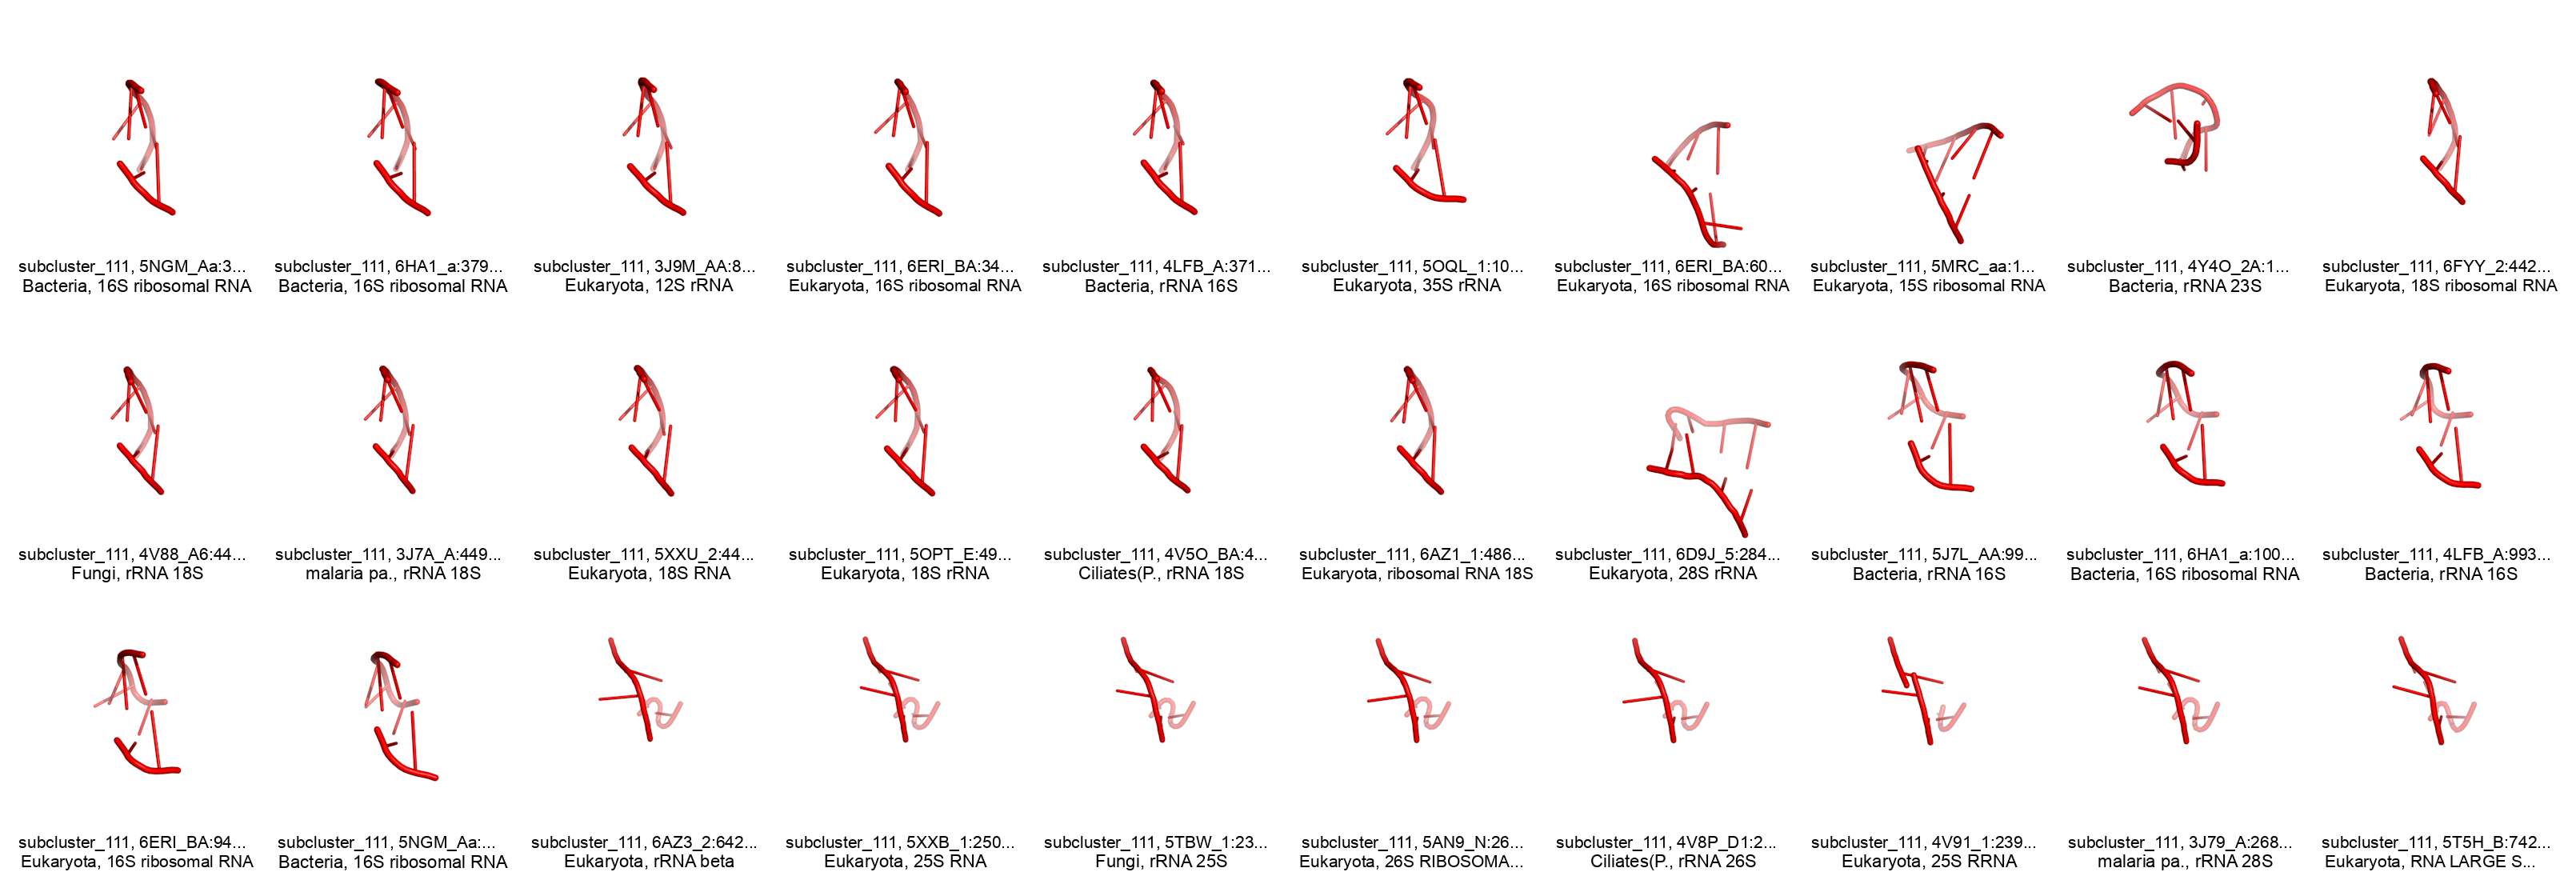 subcluster_111, 5NGM_Aa:3...
Bacteria, 16S ribosomal RNA
subcluster_111, 6HA1_a:379...
Bacteria, 16S ribosomal RNA
subcluster_111, 3J9M_AA:8...
Eukaryota, 12S rRNA
subcluster_111, 6ERI_BA:34...
Eukaryota, 16S ribosomal RNA
subcluster_111, 4LFB_A:371...
Bacteria, rRNA 16S
subcluster_111, 5OQL_1:10...
Eukaryota, 35S rRNA
subcluster_111, 6ERI_BA:60...
Eukaryota, 16S ribosomal RNA
subcluster_111, 5MRC_aa:1...
Eukaryota, 15S ribosomal RNA
subcluster_111, 4Y4O_2A:1...
Bacteria, rRNA 23S
subcluster_111, 6FYY_2:442...
Eukaryota, 18S ribosomal RNA
subcluster_111, 4V88_A6:44...
Fungi, rRNA 18S
subcluster_111, 3J7A_A:449...
malaria pa., rRNA 18S
subcluster_111, 5XXU_2:44...
Eukaryota, 18S RNA
subcluster_111, 5OPT_E:49...
Eukaryota, 18S rRNA
subcluster_111, 4V5O_BA:4...
Ciliates(P., rRNA 18S
subcluster_111, 6AZ1_1:486...
Eukaryota, ribosomal RNA 18S
subcluster_111, 6D9J_5:284...
Eukaryota, 28S rRNA
subcluster_111, 5J7L_AA:99...
Bacteria, rRNA 16S
subcluster_111, 6HA1_a:100...
Bacteria, 16S ribosomal RNA
subcluster_111, 4LFB_A:993...
Bacteria, rRNA 16S
subcluster_111, 6ERI_BA:94...
Eukaryota, 16S ribosomal RNA
subcluster_111, 5NGM_Aa:...
Bacteria, 16S ribosomal RNA
subcluster_111, 6AZ3_2:642...
Eukaryota, rRNA beta
subcluster_111, 5XXB_1:250...
Eukaryota, 25S RNA
subcluster_111, 5TBW_1:23...
Fungi, rRNA 25S
subcluster_111, 5AN9_N:26...
Eukaryota, 26S RIBOSOMA...
subcluster_111, 4V8P_D1:2...
Ciliates(P., rRNA 26S
subcluster_111, 4V91_1:239...
Eukaryota, 25S RRNA
subcluster_111, 3J79_A:268...
malaria pa., rRNA 28S
subcluster_111, 5T5H_B:742...
Eukaryota, RNA LARGE S...